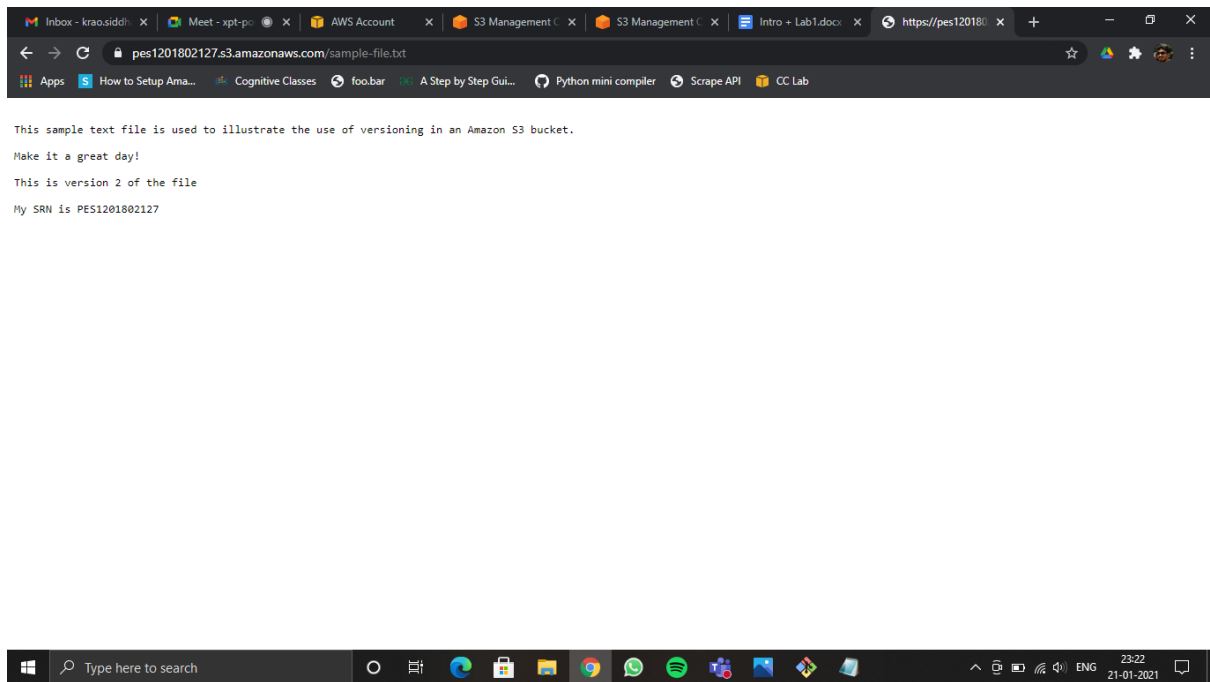 Inbox - krao.siddh
Meet - xpt-po
AWS Account
S3 Management C
S3 Management C
Intro + Lab1.docx
https://pes120180
pes1201802127.s3.amazonaws.com/sample-file.txt
Apps
How to Setup Ama...
Cognitive Classes
foo.bar
A Step by Step Gui...
Python mini compiler
Scrape API
CC Lab
This sample text file is used to illustrate the use of versioning in an Amazon S3 bucket.
Make it a great day!
This is version 2 of the file
My SRN is PES1201802127
Type here to search
ENG
23:22
21-01-2021